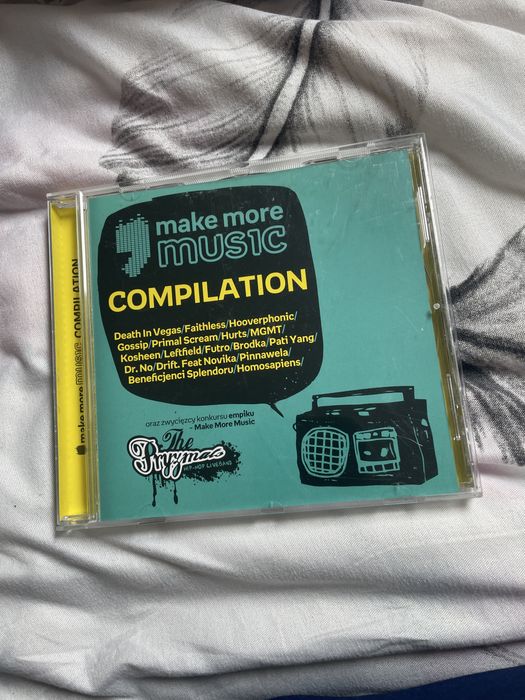 make more
music
COMPILATION
Death In Vegas/Faithless/Hooverphonic/
Gossip/Primal Scream/Hurts/MGMT/
Kosheen/Leftfield/Futro/Brodka/Pati Yang/
Dr. No/Drift. Feat Novika/Pinnawela/
Beneficjenci Splendoru/Homosapiens/
oraz zwycięzcy konkursu empiku
- Make More Music
The
HIP-HOP LIVEBAND
make more music COMPILATION